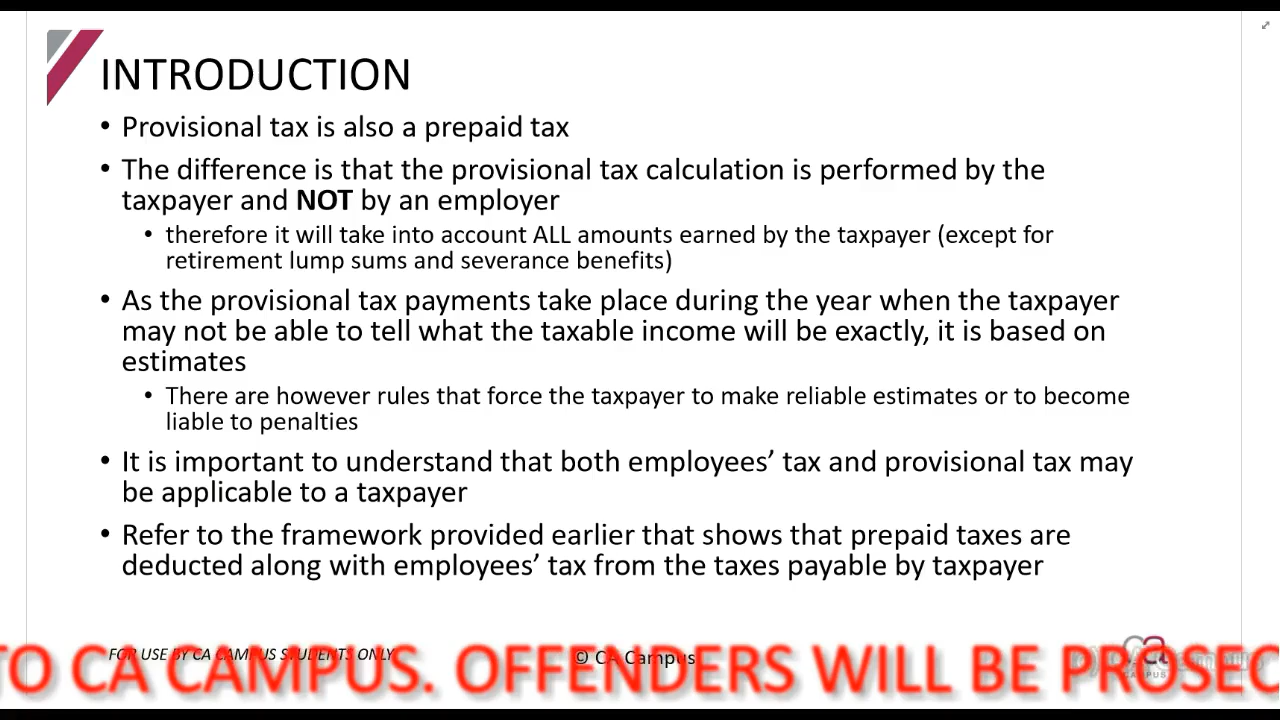 INTRODUCTION
• Provisional tax is also a prepaid tax
• The difference is that the provisional tax calculation is performed by the
taxpayer and NOT by an employer
• therefore it will take into account ALL amounts earned by the taxpayer (except for
retirement lump sums and severance benefits)
• As the provisional tax payments take place during the year when the taxpayer
may not be able to tell what the taxable income will be exactly, it is based on
estimates
• There are however rules that force the taxpayer to make reliable estimates or to become
liable to penalties
• It is important to understand that both employees’ tax and provisional tax may
be applicable to a taxpayer
• Refer to the framework provided earlier that shows that prepaid taxes are
deducted along with employees’ tax from the taxes payable by taxpayer
FOR USE BY CA CAMPUS STUDENTS ONLY
© CA Campus
TO CA CAMPUS. OFFENDERS WILL BE PROSEC
CAMPUS